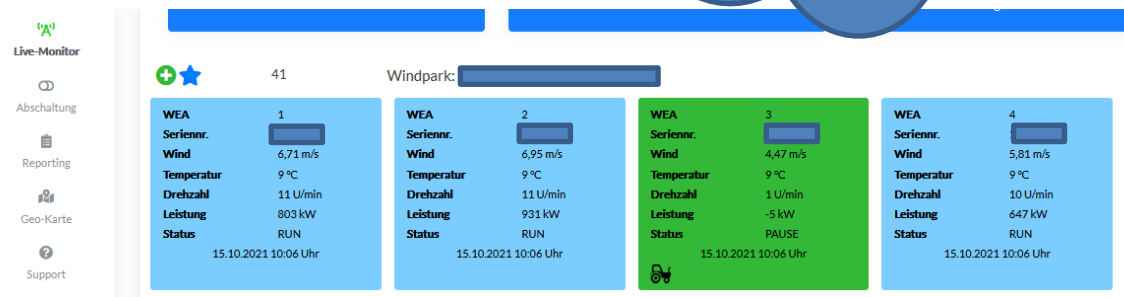 Live-Monitor
Abschaltung
Reporting
Geo-Karte
Support
41 Windpark:
WEA 1
Seriennr.
Wind 6,71 m/s
Temperatur 9 °C
Drehzahl 11 U/min
Leistung 803 kW
Status RUN
15.10.2021 10:06 Uhr
WEA 2
Seriennr.
Wind 6,95 m/s
Temperatur 9 °C
Drehzahl 11 U/min
Leistung 931 kW
Status RUN
15.10.2021 10:06 Uhr
WEA 3
Seriennr.
Wind 4,47 m/s
Temperatur 9 °C
Drehzahl 1 U/min
Leistung -5 kW
Status PAUSE
15.10.2021 10:06 Uhr
WEA 4
Seriennr.
Wind 5,81 m/s
Temperatur 9 °C
Drehzahl 10 U/min
Leistung 647 kW
Status RUN
15.10.2021 10:06 Uhr